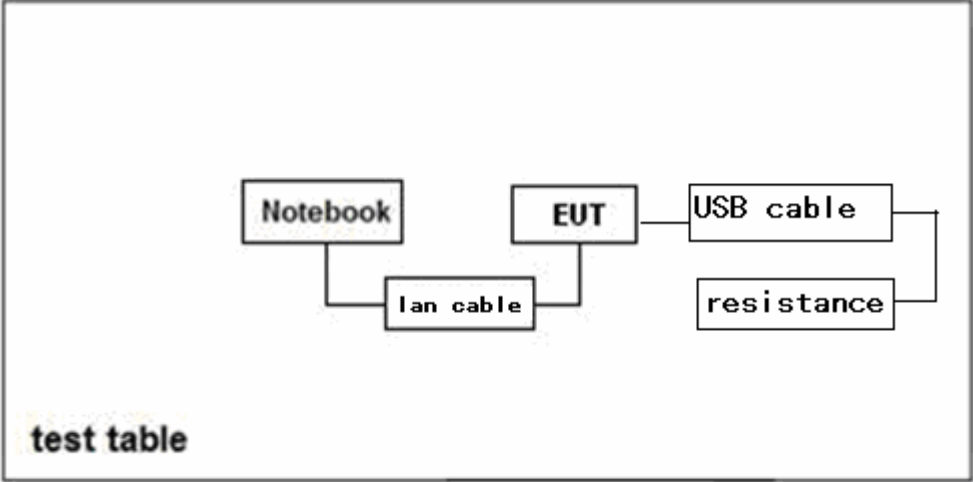 Notebook
EUT
USB cable
lan cable
resistance
test table